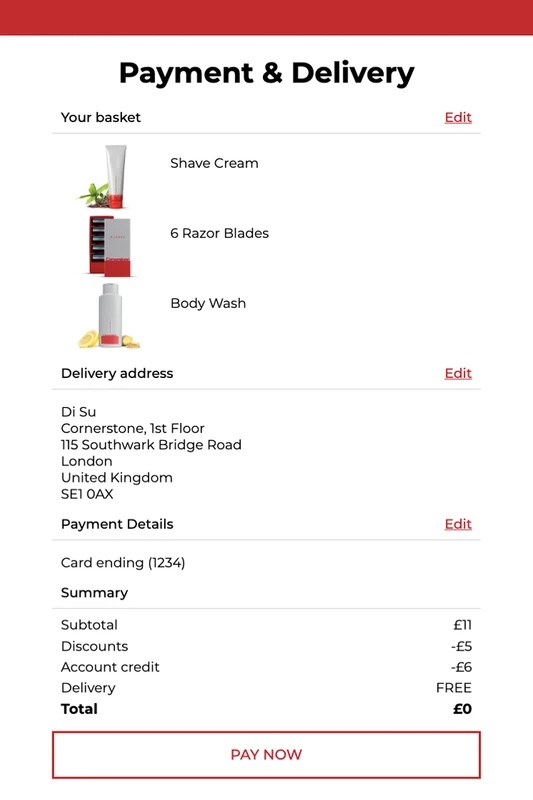 Payment & Delivery
Your basket Edit
Shave Cream
6 Razor Blades
Body Wash
Delivery address Edit
Di Su
Cornerstone, 1st Floor
115 Southwark Bridge Road
London
United Kingdom
SE1 0AX
Payment Details Edit
Card ending (1234)
Summary
Subtotal £11
Discounts -£5
Account credit -£6
Delivery FREE
Total £0
PAY NOW